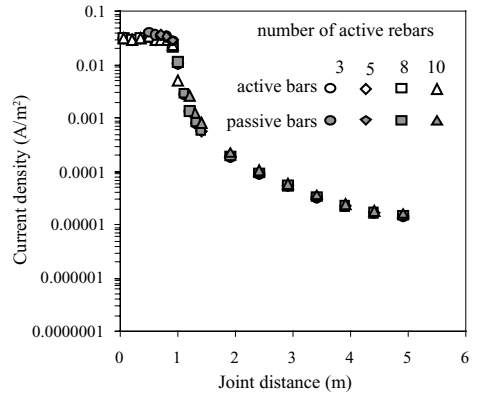 number of active rebars
3 5 8 10
active bars
passive bars
Current density (A/m²)
0.1
0.01
0.001
0.0001
0.00001
0.000001
0.0000001
0 1 2 3 4 5 6
Joint distance (m)